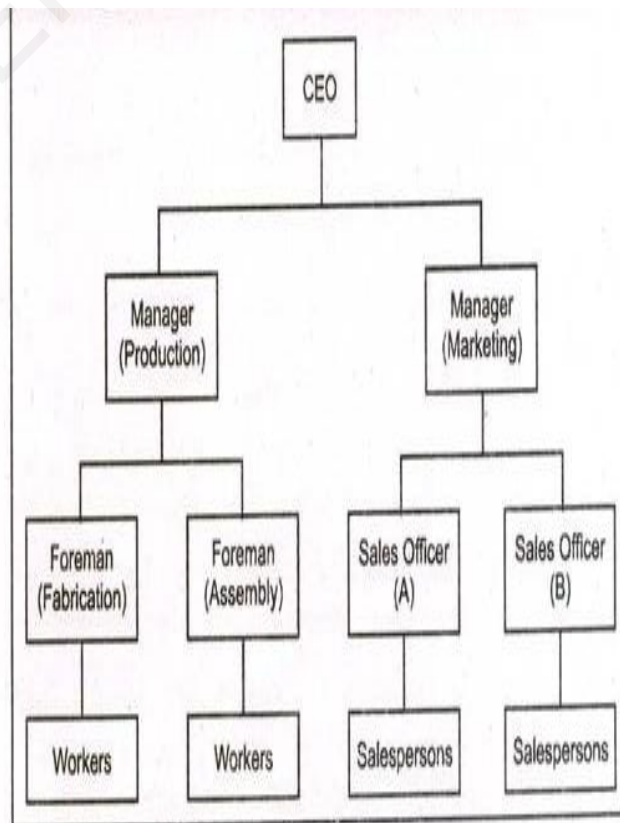 CEO
Manager
(Production)
Manager
(Marketing)
Foreman
(Fabrication)
Foreman
(Assembly)
Sales Officer
(A)
Sales Officer
(B)
Workers
Workers
Salespersons
Salespersons